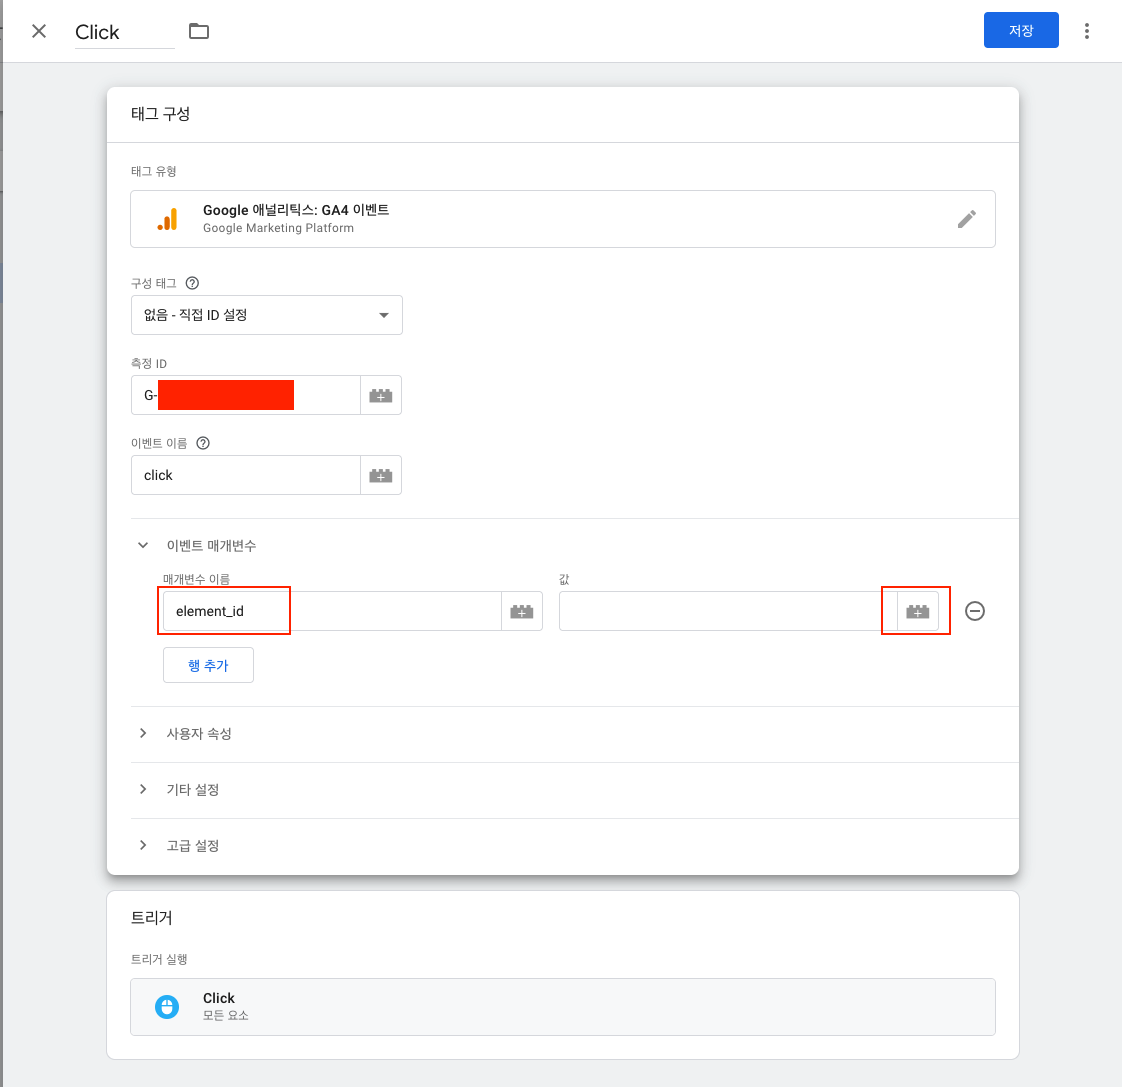 Click
저장
태그 구성
태그 유형
Google 애널리틱스: GA4 이벤트
Google Marketing Platform
구성 태그
없음 - 직접 ID 설정
측정 ID
G-
이벤트 이름
click
이벤트 매개변수
매개변수 이름
값
element_id
행 추가
사용자 속성
기타 설정
고급 설정
트리거
트리거 실행
Click
모든 요소